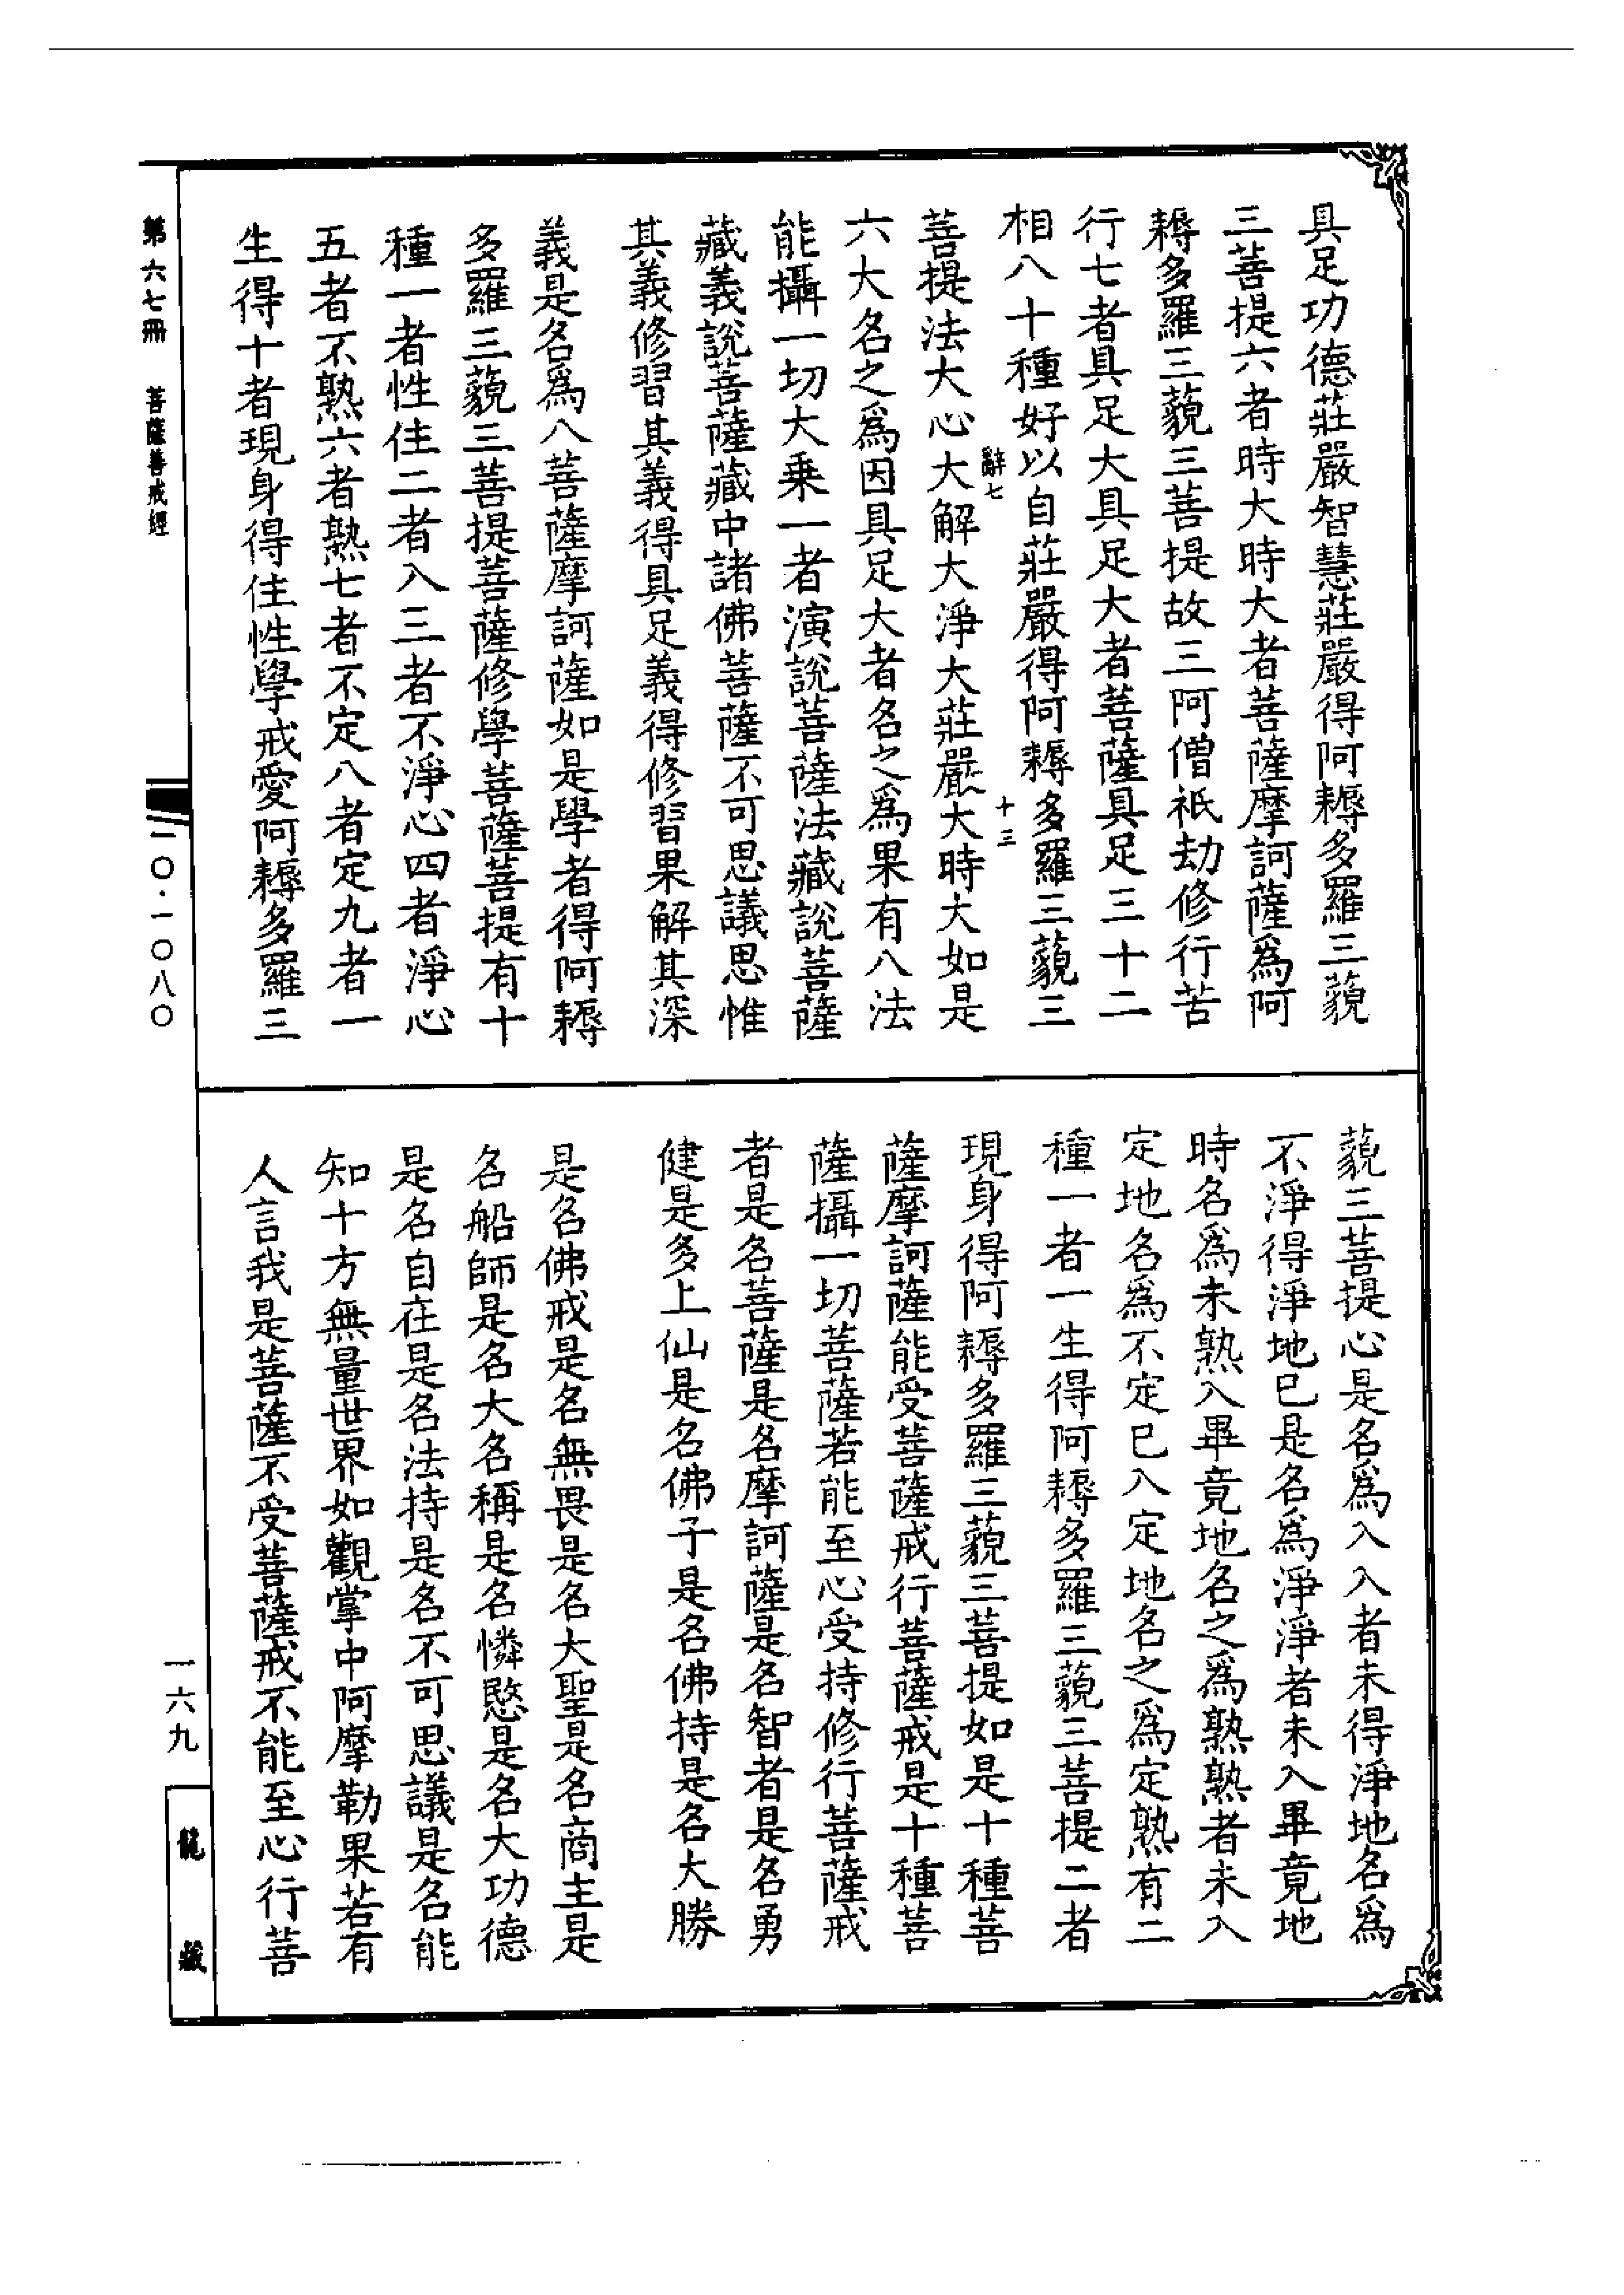 具足功德莊嚴智慧莊嚴得阿耨多羅三藐
三菩提六者時大時大者菩薩摩訶薩爲阿
耨多羅三藐三菩提故三阿僧祇劫修行苦
行七者具足大具足大者菩薩具足三十二
相八十種好以自莊嚴得阿耨多羅三藐三
辭七 十三
菩提法大心大解大淨大莊嚴大時大如是
六大名之爲因具足大者名之爲果有八法
能攝一切大乗一者演說菩薩法藏說菩薩
藏義說菩薩藏中諸佛菩薩不可思議思惟
其義修習其義得具足義得修習果解其深
義是名爲八菩薩摩訶薩如是學者得阿耨
多羅三藐三菩提菩薩修學菩薩菩提有十
種一者性住二者入三者不淨心四者淨心
五者不熟六者熟七者不定八者定九者一
生得十者現身得住性學戒愛阿耨多羅三
藐三菩提心是名爲入入者未得淨地名爲
不淨得淨地已是名爲淨淨者未入畢竟地
時名爲未熟入畢竟地名之爲熟熟者未入
定地名爲不定已入定地名之爲定熟有二
種一者一生得阿耨多羅三藐三菩提二者
現身得阿耨多羅三藐三菩提如是十種菩
薩摩訶薩能受菩薩戒行菩薩戒是十種菩
薩攝一切菩薩若能至心受持修行菩薩戒
者是名菩薩是名摩訶薩是名智者是名勇
健是多上仙是名佛子是名佛持是名大勝
是名佛戒是名無畏是名大聖是名商主是
名船師是名大名稱是名憐愍是名大功德
是名自在是名法持是名不可思議是名能
知十方無量世界如觀掌中阿摩勒果若有
人言我是菩薩不受菩薩戒不能至心行菩
第六七冊 菩薩善戒經
一〇·一〇八〇
一六九
龍藏